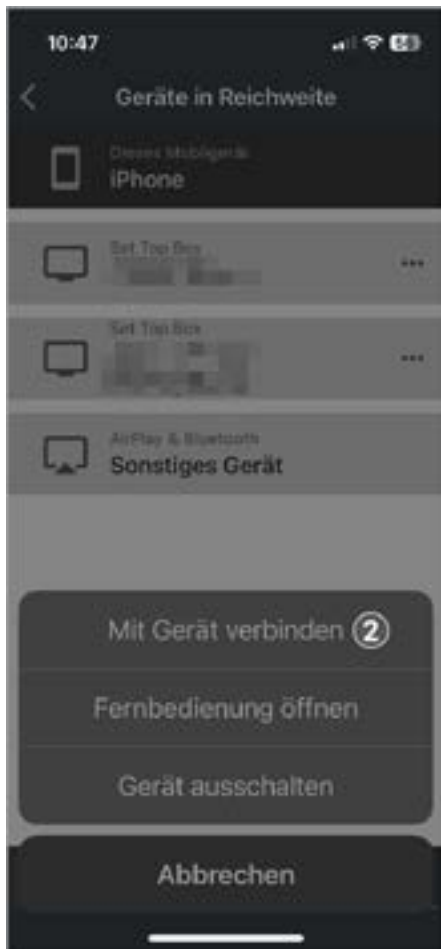 10:47
Geräte in Reichweite
Dieses Mobilgerät
iPhone
Set Top Box
Set Top Box
AirPlay & Bluetooth
Sonstiges Gerät
Mit Gerät verbinden ②
Fernbedienung öffnen
Gerät ausschalten
Abbrechen